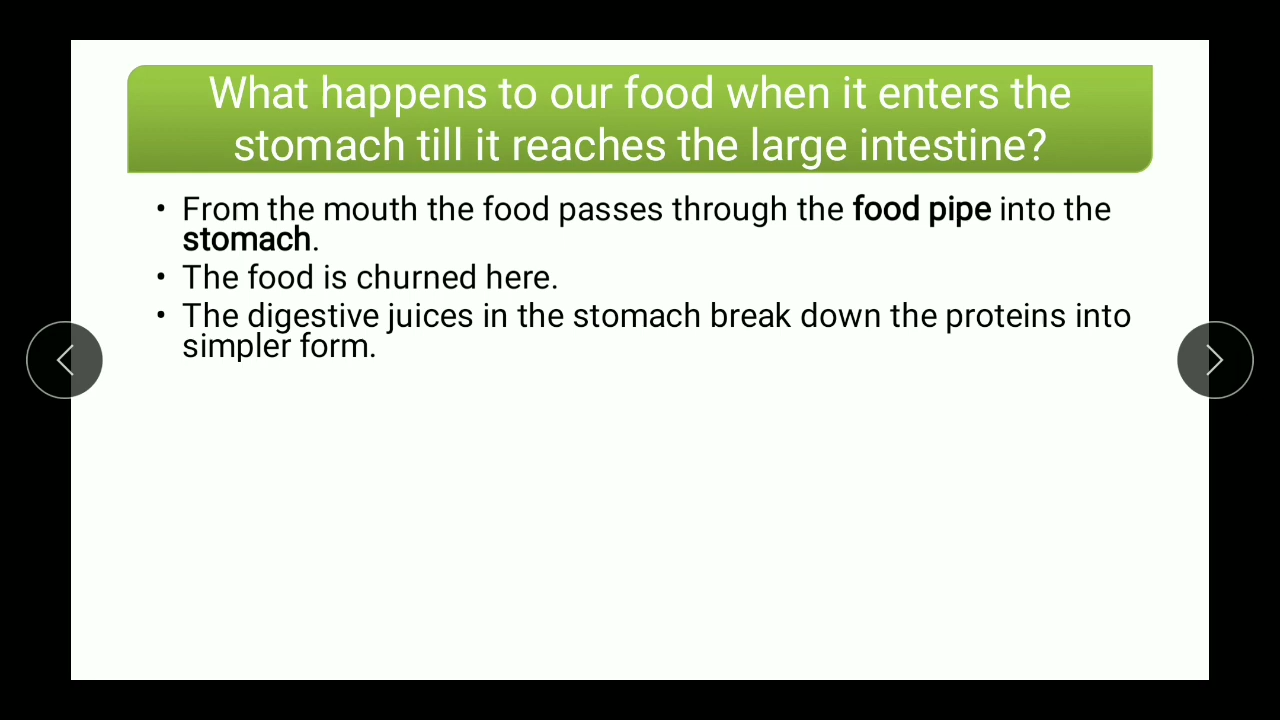 What happens to our food when it enters the
stomach till it reaches the large intestine?
• From the mouth the food passes through the food pipe into the
stomach.
• The food is churned here.
• The digestive juices in the stomach break down the proteins into
simpler form.